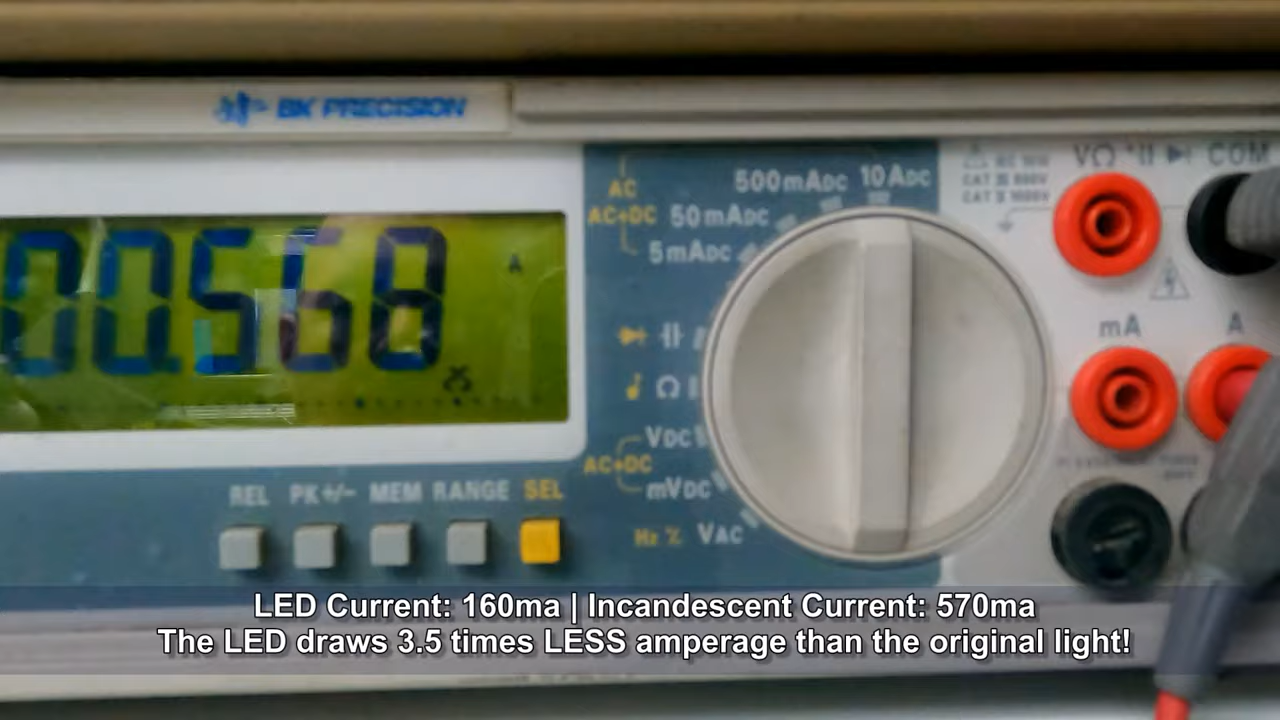 BK PRECISION
00.568
A
AC
AC+DC
500mADC
10ADC
50mADC
5mADC
VΩ
COM
mA
A
Ω
VDC
AC+DC
mVDC
Hz %
VAC
REL PK+/− MEM RANGE SEL
LED Current: 160ma | Incandescent Current: 570ma
The LED draws 3.5 times LESS amperage than the original light!